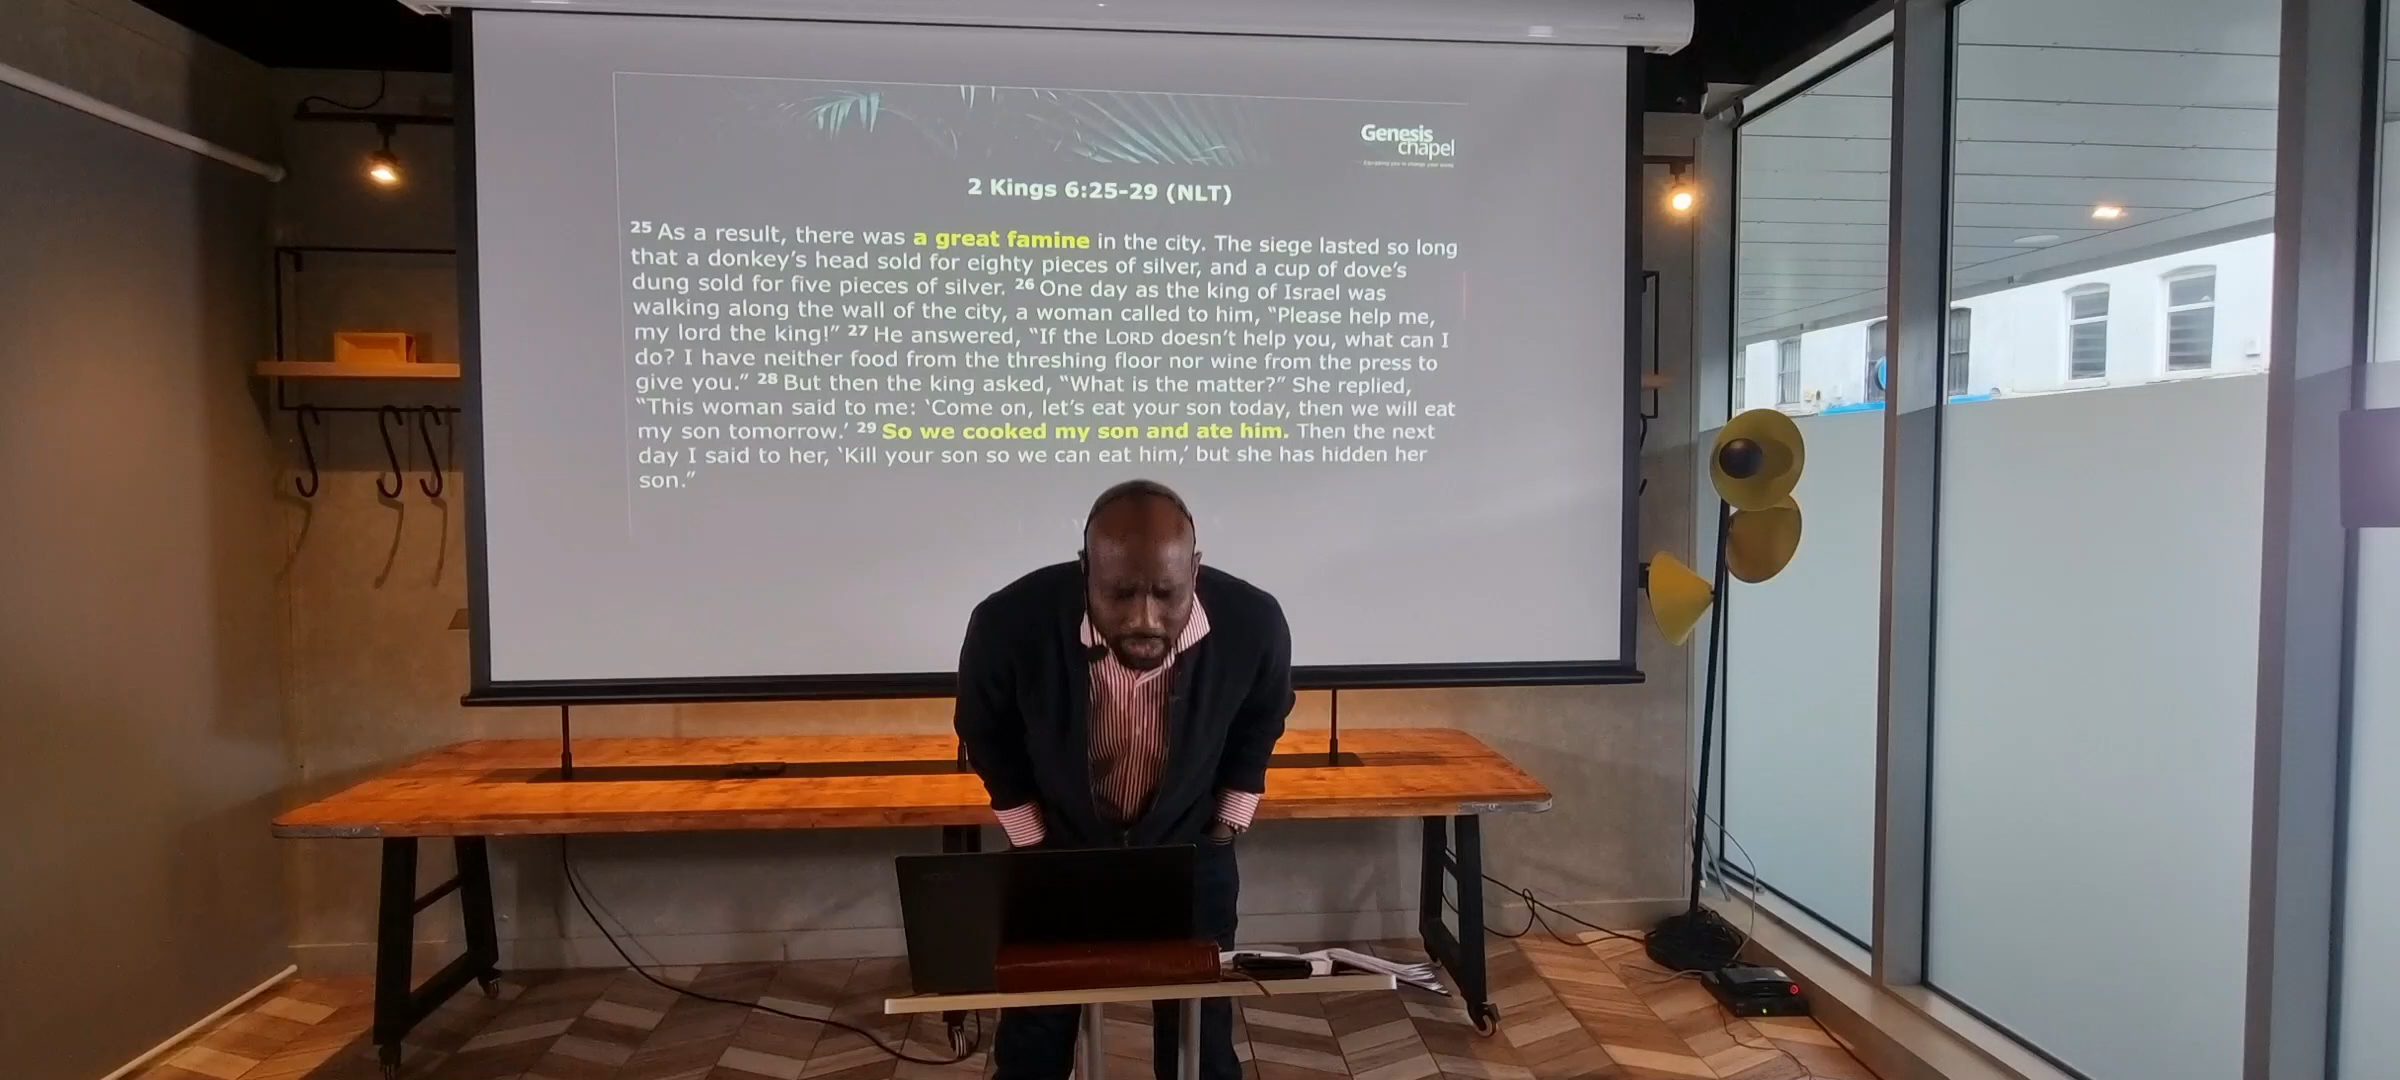 Genesis
chapel
2 Kings 6:25-29 (NLT)
25 As a result, there was a great famine in the city. The siege lasted so long
that a donkey’s head sold for eighty pieces of silver, and a cup of dove’s
dung sold for five pieces of silver. 26 One day as the king of Israel was
walking along the wall of the city, a woman called to him, “Please help me,
my lord the king!” 27 He answered, “If the LORD doesn’t help you, what can I
do? I have neither food from the threshing floor nor wine from the press to
give you.” 28 But then the king asked, “What is the matter?” She replied,
“This woman said to me: ‘Come on, let’s eat your son today, then we will eat
my son tomorrow.’ 29 So we cooked my son and ate him. Then the next
day I said to her, ‘Kill your son so we can eat him,’ but she has hidden her
son.”